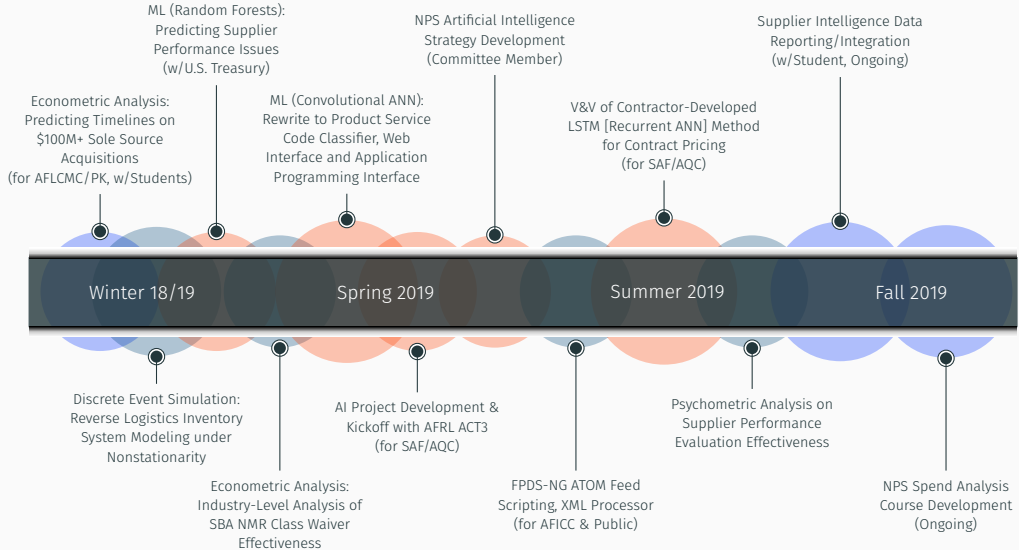 ML (Random Forests):
Predicting Supplier
Performance Issues
(w/U.S. Treasury)
NPS Artificial Intelligence
Strategy Development
(Committee Member)
Supplier Intelligence Data
Reporting/Integration
(w/Student, Ongoing)
Econometric Analysis:
Predicting Timelines on
$100M+ Sole Source
Acquisitions
(for AFLCMC/PK, w/Students)
ML (Convolutional ANN):
Rewrite to Product Service
Code Classifier, Web
Interface and Application
Programming Interface
V&V of Contractor-Developed
LSTM [Recurrent ANN] Method
for Contract Pricing
(for SAF/AQC)
Winter 18/19
Spring 2019
Summer 2019
Fall 2019
Discrete Event Simulation:
Reverse Logistics Inventory
System Modeling under
Nonstationarity
AI Project Development &
Kickoff with AFRL ACT3
(for SAF/AQC)
Psychometric Analysis on
Supplier Performance
Evaluation Effectiveness
Econometric Analysis:
Industry-Level Analysis of
SBA NMR Class Waiver
Effectiveness
FPDS-NG ATOM Feed
Scripting, XML Processor
(for AFICC & Public)
NPS Spend Analysis
Course Development
(Ongoing)